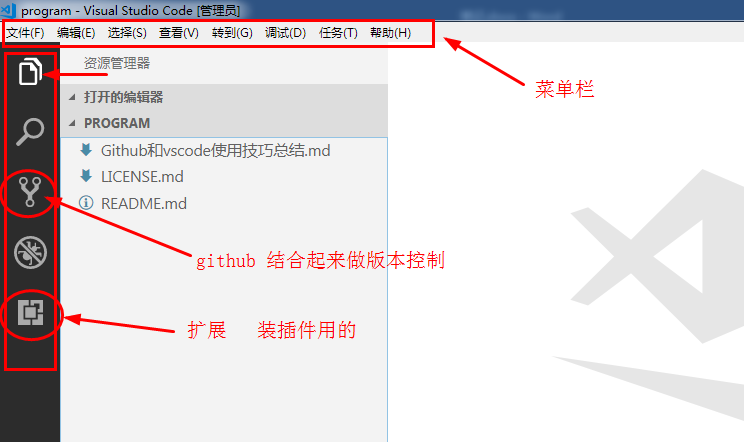 program - Visual Studio Code [管理员]
文件(F) 编辑(E) 选择(S) 查看(V) 转到(G) 调试(D) 任务(T) 帮助(H)
资源管理器
菜单栏
打开的编辑器
PROGRAM
Github和vscode使用技巧总结.md
LICENSE.md
README.md
github 结合起来做版本控制
扩展 装插件用的